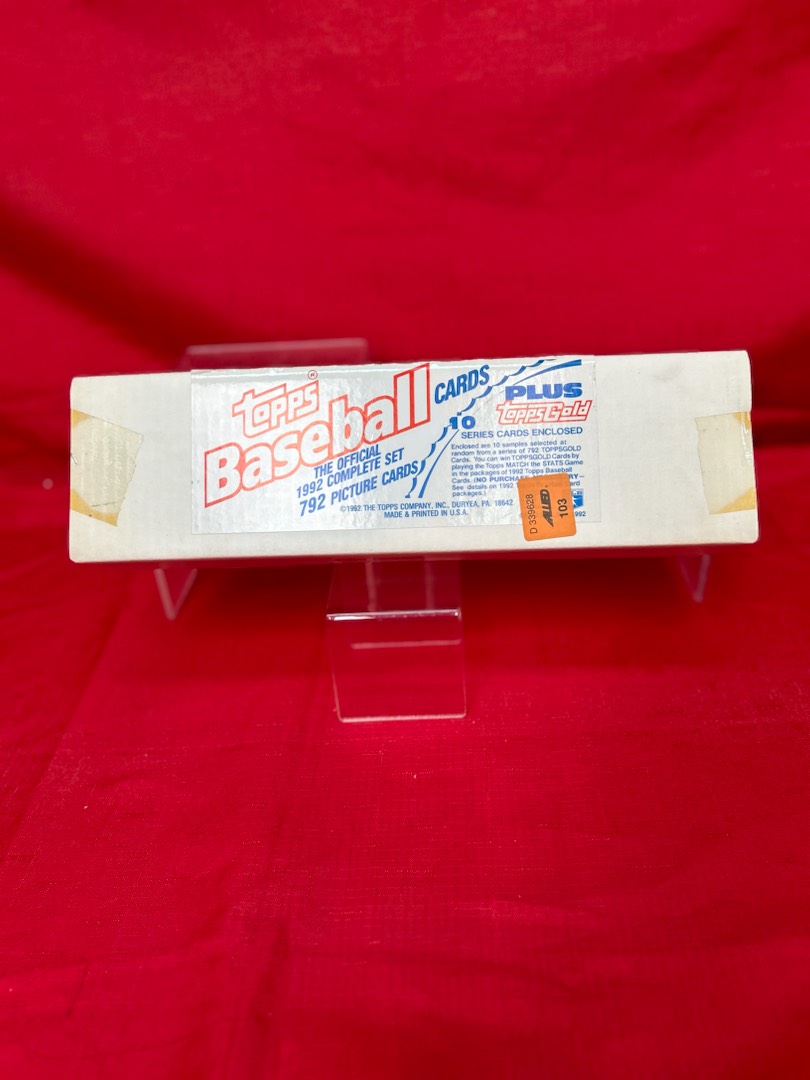 topps®
Baseball CARDS
THE OFFICIAL
1992 COMPLETE SET
792 PICTURE CARDS
PLUS
10 toppsGold
SERIES CARDS ENCLOSED
Enclosed are 10 samples selected at
random from a series of 792 TOPPSGOLD
Cards. You can win TOPPSGOLD Cards by
playing the Topps MATCH the STATS Game
in the packages of 1992 Topps Baseball
Cards. (NO PURCHASE
See details on 1992 card
packages.)
©1992 THE TOPPS COMPANY, INC., DURYEA, PA. 18642
MADE & PRINTED IN U.S.A.
D 339628
ALLIED
103
992